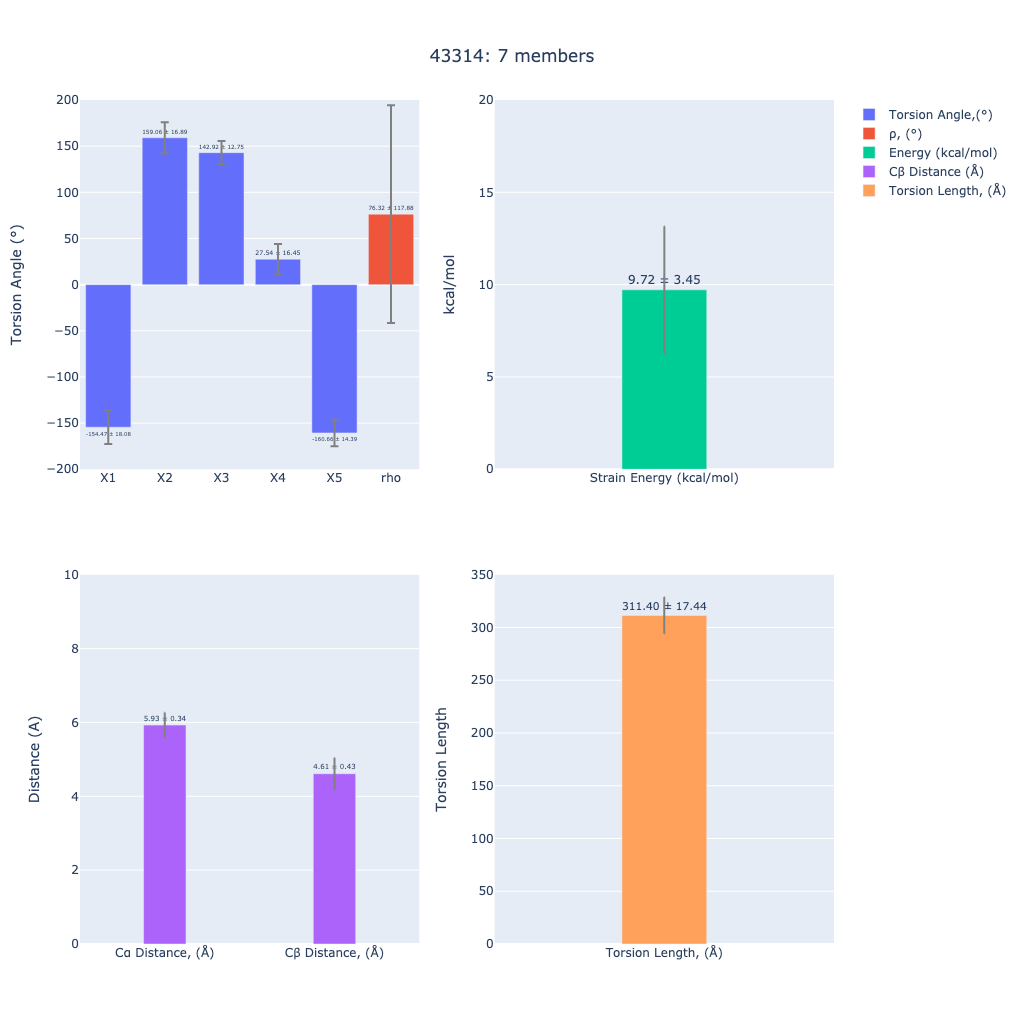 43314: 7 members
Torsion Angle (°)
200
150
100
50
0
−50
−100
−150
−200
-154.47 ± 18.08
159.06 ± 16.89
142.92 ± 12.75
27.54 ± 16.45
-160.66 ± 14.39
76.32 ± 117.88
X1 X2 X3 X4 X5 rho
kcal/mol
20
15
10
5
0
9.72 ± 3.45
Strain Energy (kcal/mol)
Torsion Angle,(°)
ρ, (°)
Energy (kcal/mol)
Cβ Distance (Å)
Torsion Length, (Å)
Distance (A)
10
8
6
4
2
0
5.93 ± 0.34
4.61 ± 0.43
Cα Distance, (Å) Cβ Distance, (Å)
Torsion Length
350
300
250
200
150
100
50
0
311.40 ± 17.44
Torsion Length, (Å)